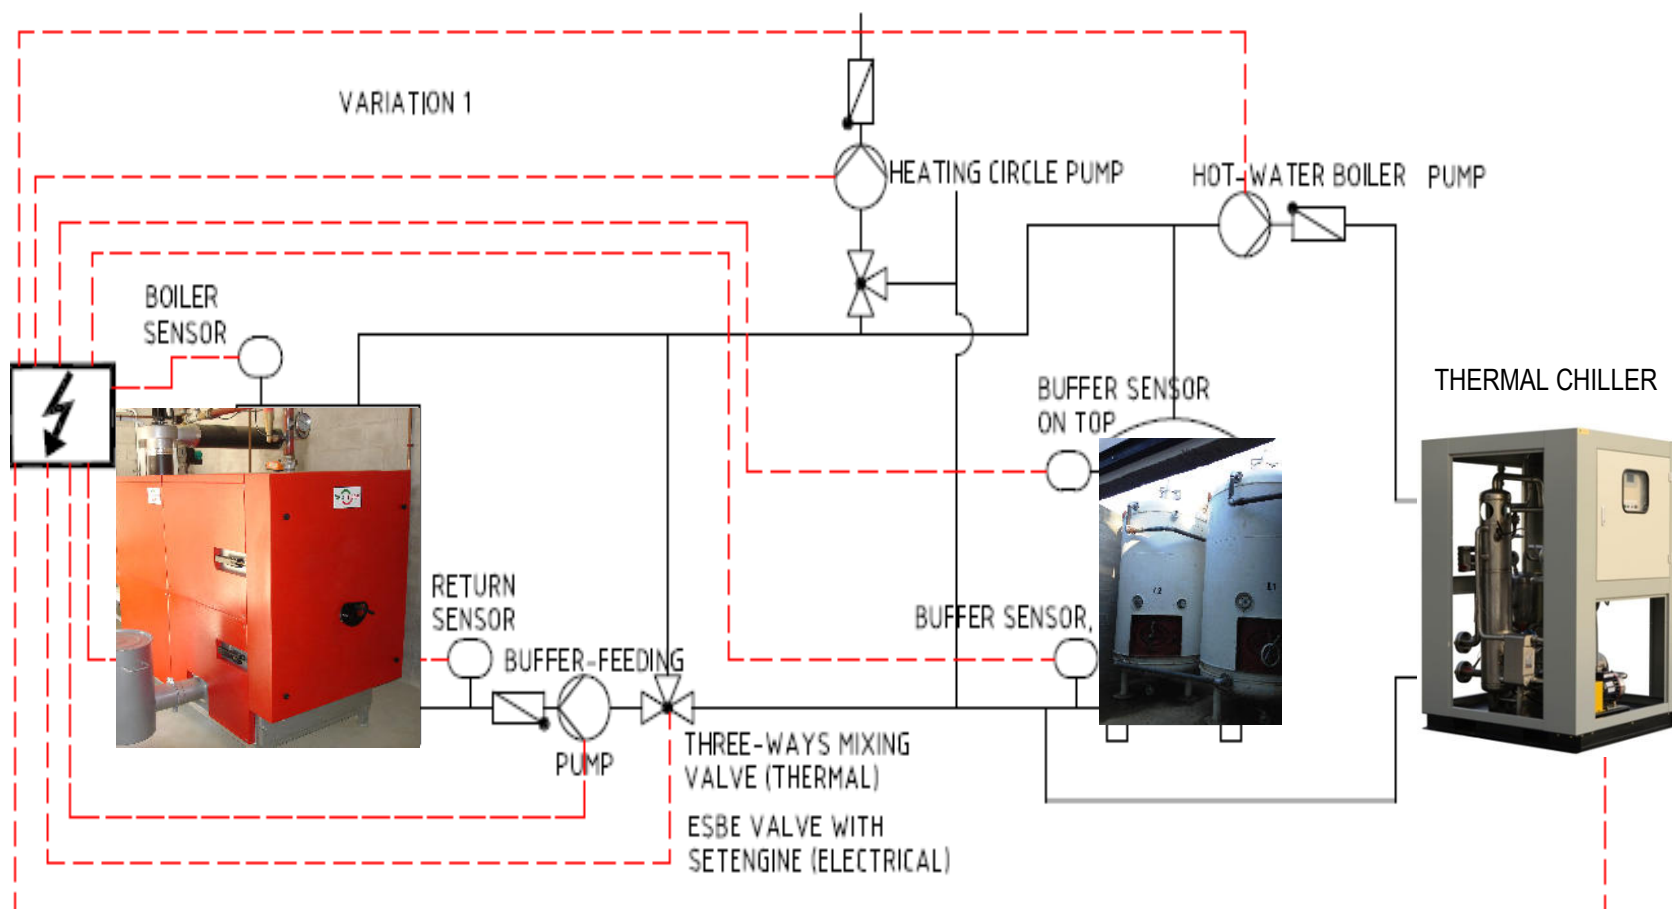 VARIATION 1
HEATING CIRCLE PUMP
HOT-WATER BOILER PUMP
BOILER
SENSOR
THERMAL CHILLER
BUFFER SENSOR
ON TOP
RETURN
SENSOR
BUFFER SENSOR,
BUFFER-FEEDING
PUMP
THREE-WAYS MIXING
VALVE (THERMAL)
ESBE VALVE WITH
SETENGINE (ELECTRICAL)